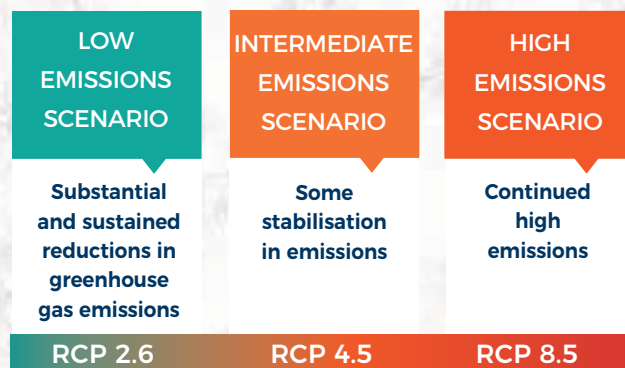 LOW
EMISSIONS
SCENARIO
Substantial
and sustained
reductions in
greenhouse
gas emissions
RCP 2.6
INTERMEDIATE
EMISSIONS
SCENARIO
Some
stabilisation
in emissions
RCP 4.5
HIGH
EMISSIONS
SCENARIO
Continued
high
emissions
RCP 8.5